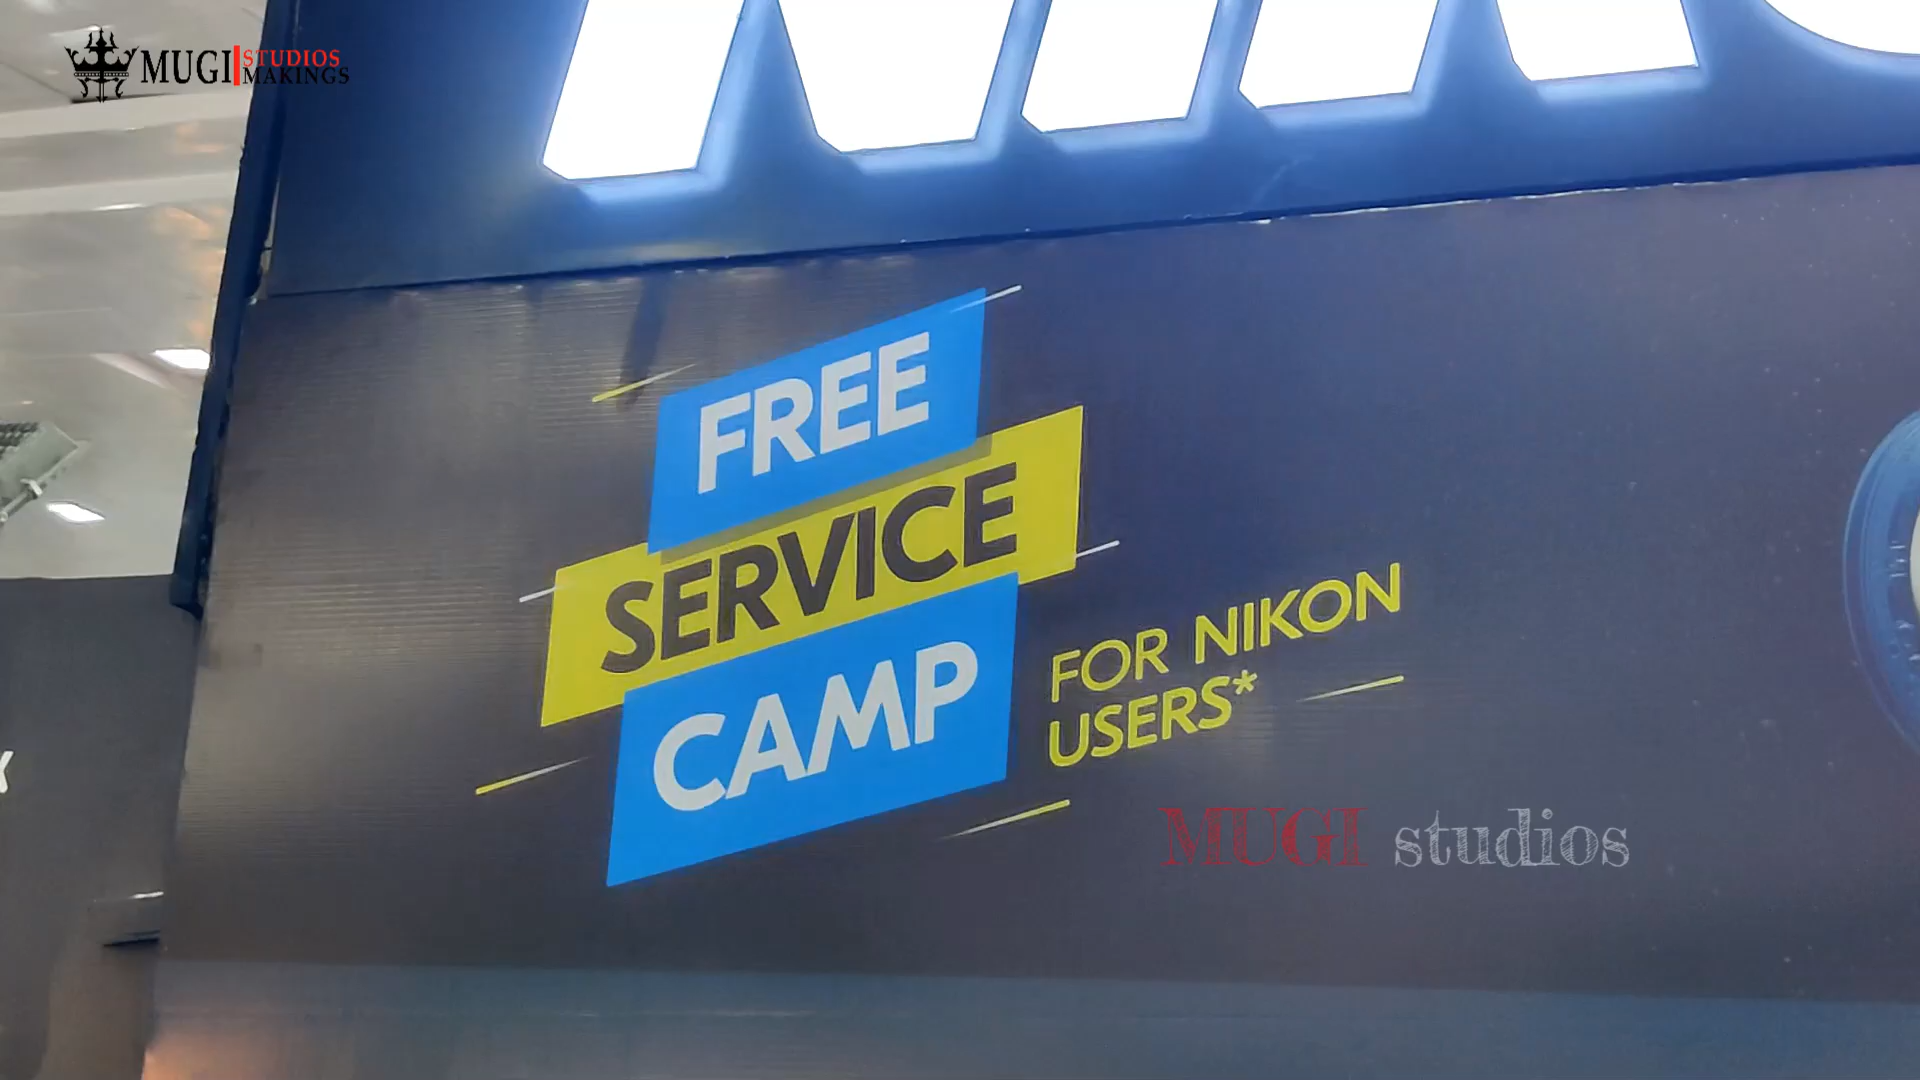 MUGI
STUDIOS
MAKINGS
FREE
SERVICE
CAMP
FOR NIKON
USERS*
MUGI studios